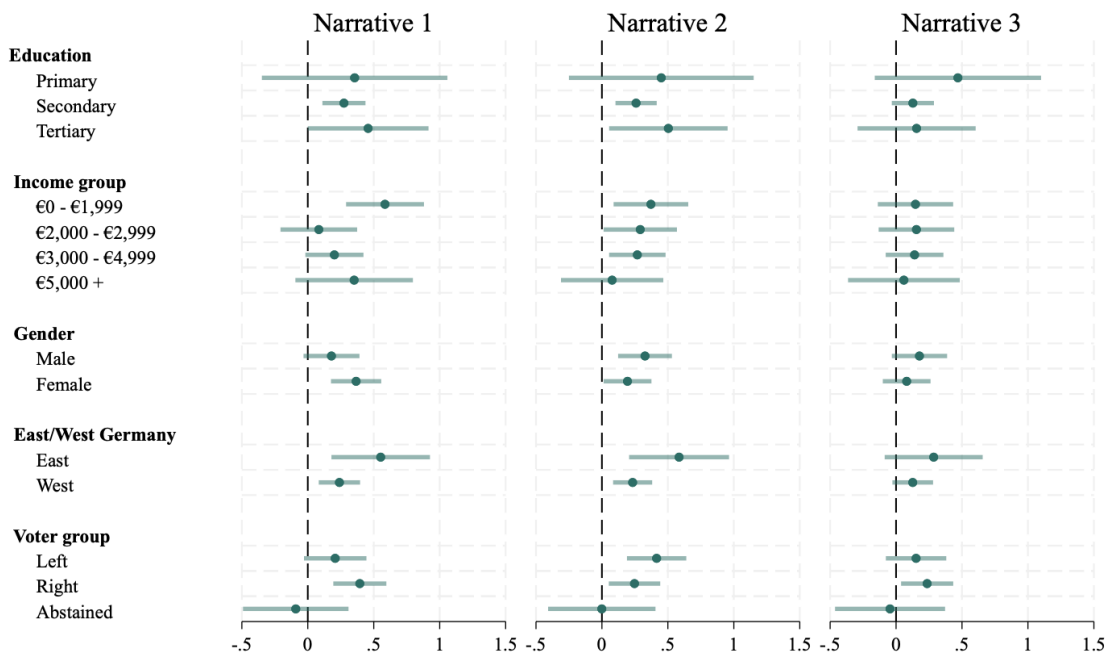 Narrative 1 Narrative 2 Narrative 3
Education
Primary
Secondary
Tertiary
Income group
€0 - €1,999
€2,000 - €2,999
€3,000 - €4,999
€5,000 +
Gender
Male
Female
East/West Germany
East
West
Voter group
Left
Right
Abstained
-.5 0 .5 1 1.5 -.5 0 .5 1 1.5 -.5 0 .5 1 1.5